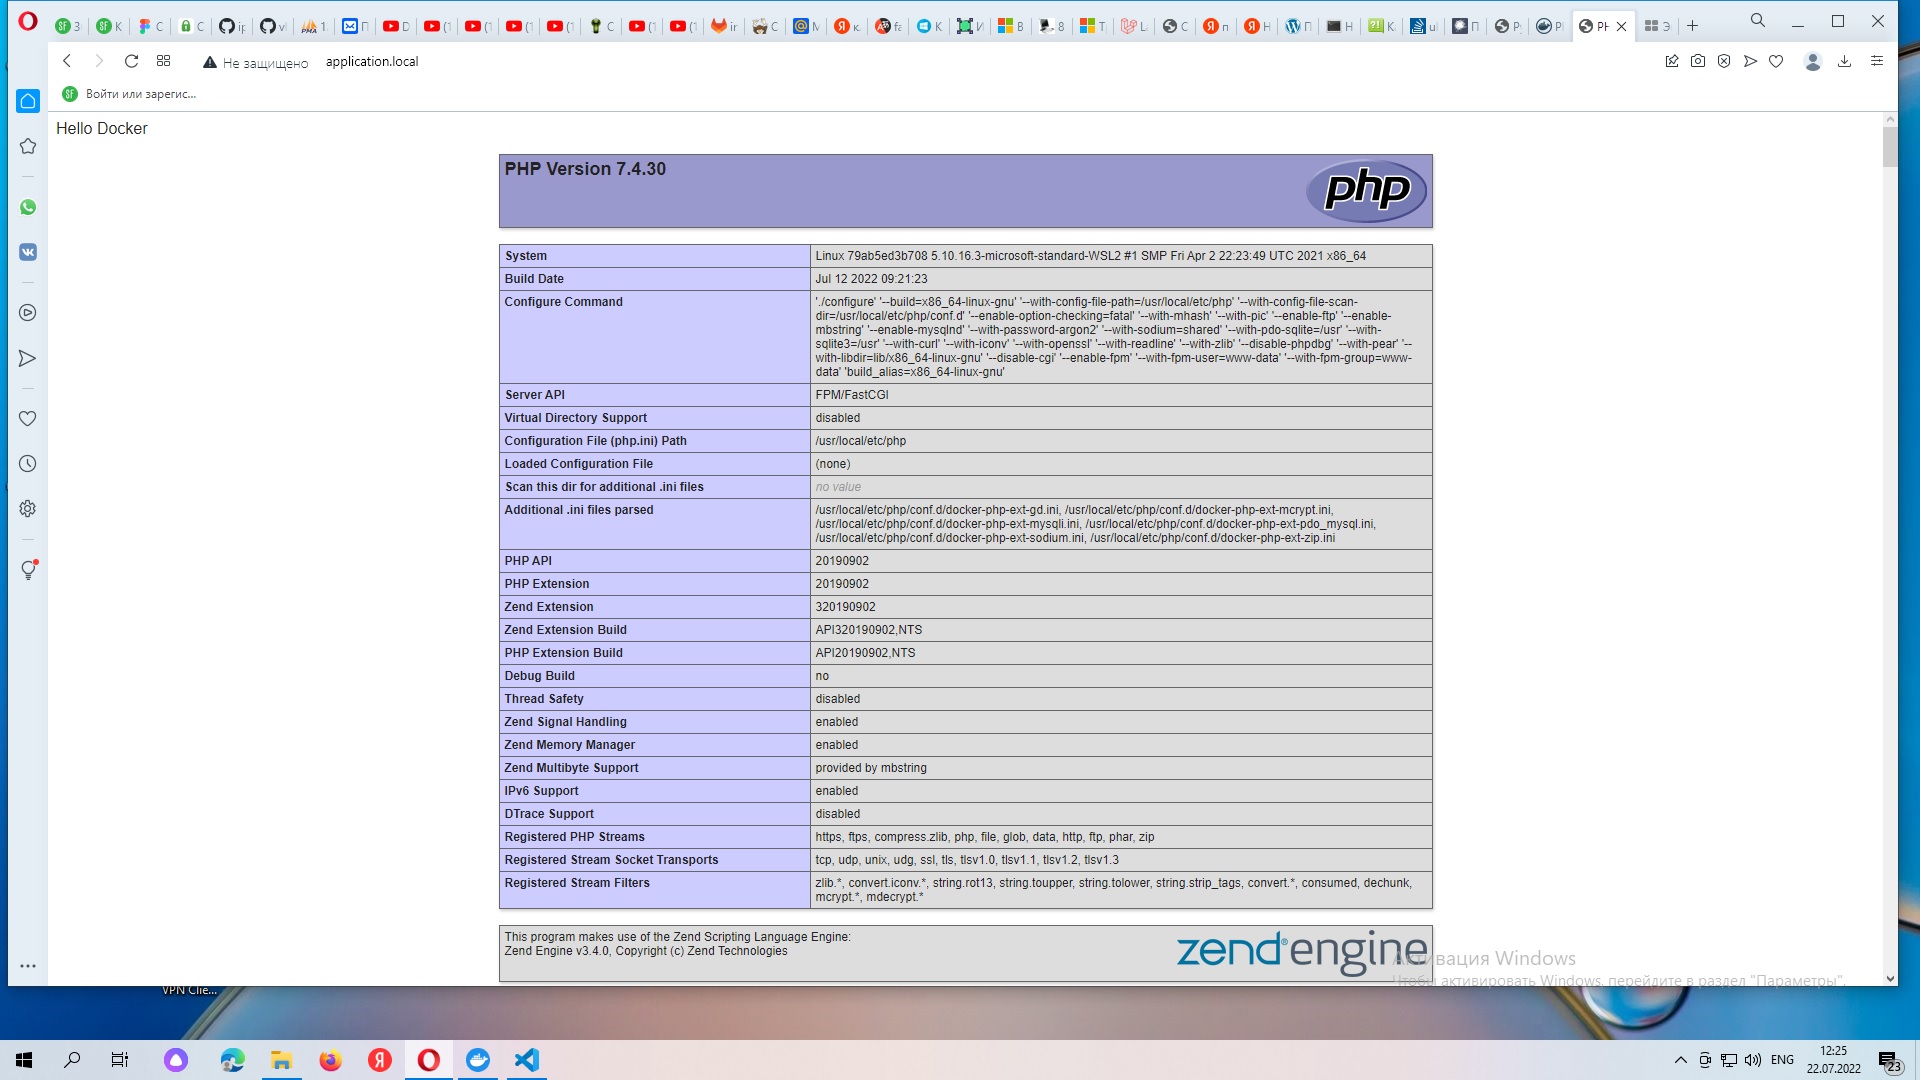 Не защищено
application.local
SF
Войти или зарегис...
Hello Docker
PHP Version 7.4.30
php
System
Linux 79ab5ed3b708 5.10.16.3-microsoft-standard-WSL2 #1 SMP Fri Apr 2 22:23:49 UTC 2021 x86_64
Build Date
Jul 12 2022 09:21:23
Configure Command
'./configure' '--build=x86_64-linux-gnu' '--with-config-file-path=/usr/local/etc/php' '--with-config-file-scan-
dir=/usr/local/etc/php/conf.d' '--enable-option-checking=fatal' '--with-mhash' '--with-pic' '--enable-ftp' '--enable-
mbstring' '--enable-mysqlnd' '--with-password-argon2' '--with-sodium=shared' '--with-pdo-sqlite=/usr' '--with-
sqlite3=/usr' '--with-curl' '--with-iconv' '--with-openssl' '--with-readline' '--with-zlib' '--disable-phpdbg' '--with-pear' '--
with-libdir=lib/x86_64-linux-gnu' '--disable-cgi' '--enable-fpm' '--with-fpm-user=www-data' '--with-fpm-group=www-
data' 'build_alias=x86_64-linux-gnu'
Server API
FPM/FastCGI
Virtual Directory Support
disabled
Configuration File (php.ini) Path
/usr/local/etc/php
Loaded Configuration File
(none)
Scan this dir for additional .ini files
no value
Additional .ini files parsed
/usr/local/etc/php/conf.d/docker-php-ext-gd.ini, /usr/local/etc/php/conf.d/docker-php-ext-mcrypt.ini,
/usr/local/etc/php/conf.d/docker-php-ext-mysqli.ini, /usr/local/etc/php/conf.d/docker-php-ext-pdo_mysql.ini,
/usr/local/etc/php/conf.d/docker-php-ext-sodium.ini, /usr/local/etc/php/conf.d/docker-php-ext-zip.ini
PHP API
20190902
PHP Extension
20190902
Zend Extension
320190902
Zend Extension Build
API320190902,NTS
PHP Extension Build
API20190902,NTS
Debug Build
no
Thread Safety
disabled
Zend Signal Handling
enabled
Zend Memory Manager
enabled
Zend Multibyte Support
provided by mbstring
IPv6 Support
enabled
DTrace Support
disabled
Registered PHP Streams
https, ftps, compress.zlib, php, file, glob, data, http, ftp, phar, zip
Registered Stream Socket Transports
tcp, udp, unix, udg, ssl, tls, tlsv1.0, tlsv1.1, tlsv1.2, tlsv1.3
Registered Stream Filters
zlib.*, convert.iconv.*, string.rot13, string.toupper, string.tolower, string.strip_tags, convert.*, consumed, dechunk,
mcrypt.*, mdecrypt.*
This program makes use of the Zend Scripting Language Engine:
Zend Engine v3.4.0, Copyright (c) Zend Technologies
zend engine
Активация Windows
Чтобы активировать Windows, перейдите в раздел "Параметры".
VPN Clie...
ENG
12:25
22.07.2022
23